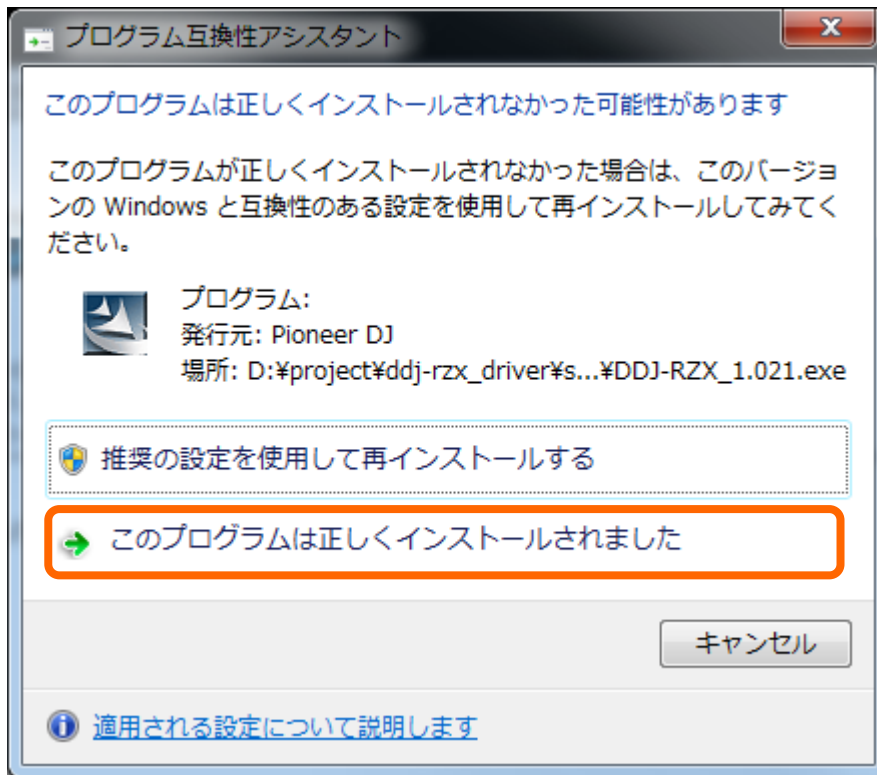 プログラム互換性アシスタント
このプログラムは正しくインストールされなかった可能性があります
このプログラムが正しくインストールされなかった場合は、このバージョ
ンの Windows と互換性のある設定を使用して再インストールしてみてく
ださい。
プログラム:
発行元: Pioneer DJ
場所: D:¥project¥ddj-rzx_driver¥s...¥DDJ-RZX_1.021.exe
推奨の設定を使用して再インストールする
このプログラムは正しくインストールされました
キャンセル
適用される設定について説明します